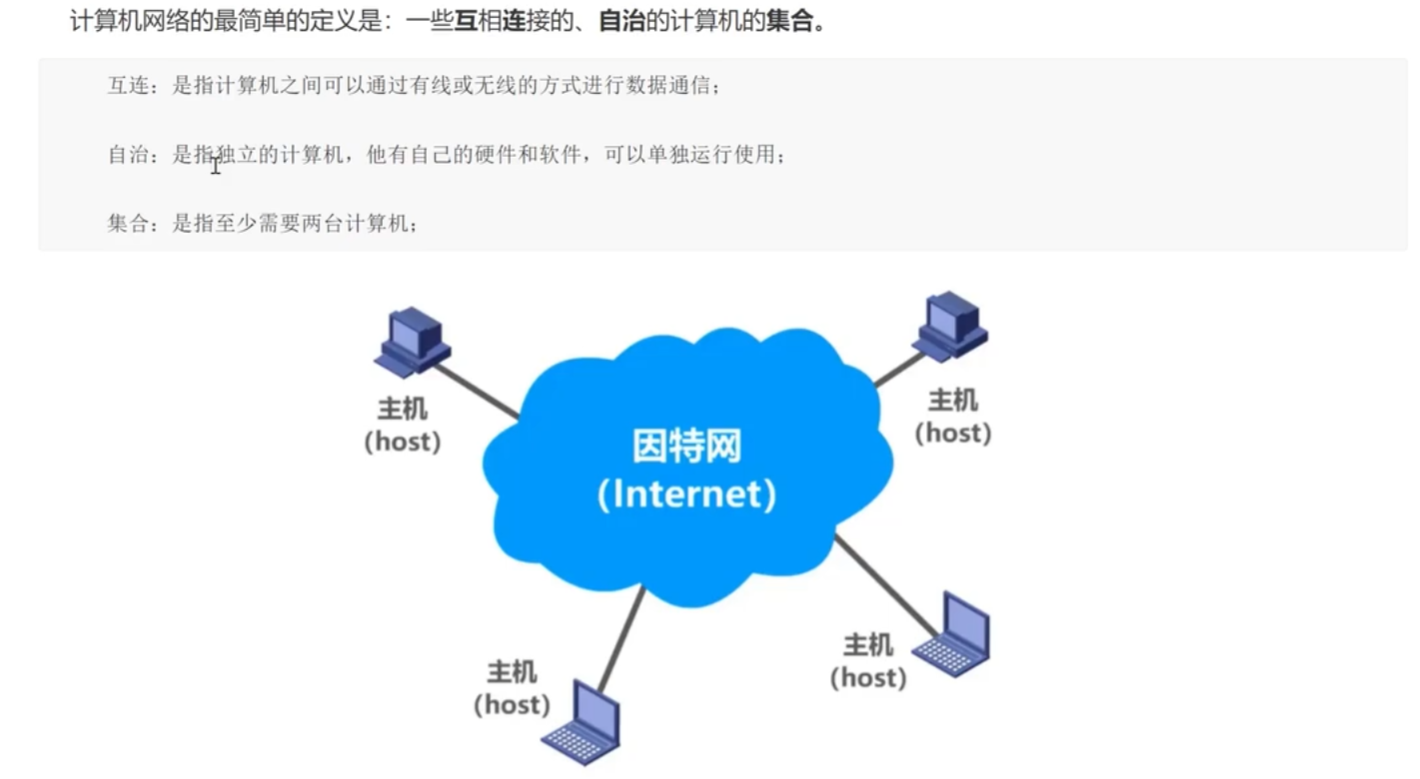 计算机网络的最简单的定义是：一些互相连接的、自治的计算机的集合。
互连：是指计算机之间可以通过有线或无线的方式进行数据通信；
自治：是指独立的计算机，他有自己的硬件和软件，可以单独运行使用；
集合：是指至少需要两台计算机；
主机
(host)
主机
(host)
因特网
(Internet)
主机
(host)
主机
(host)